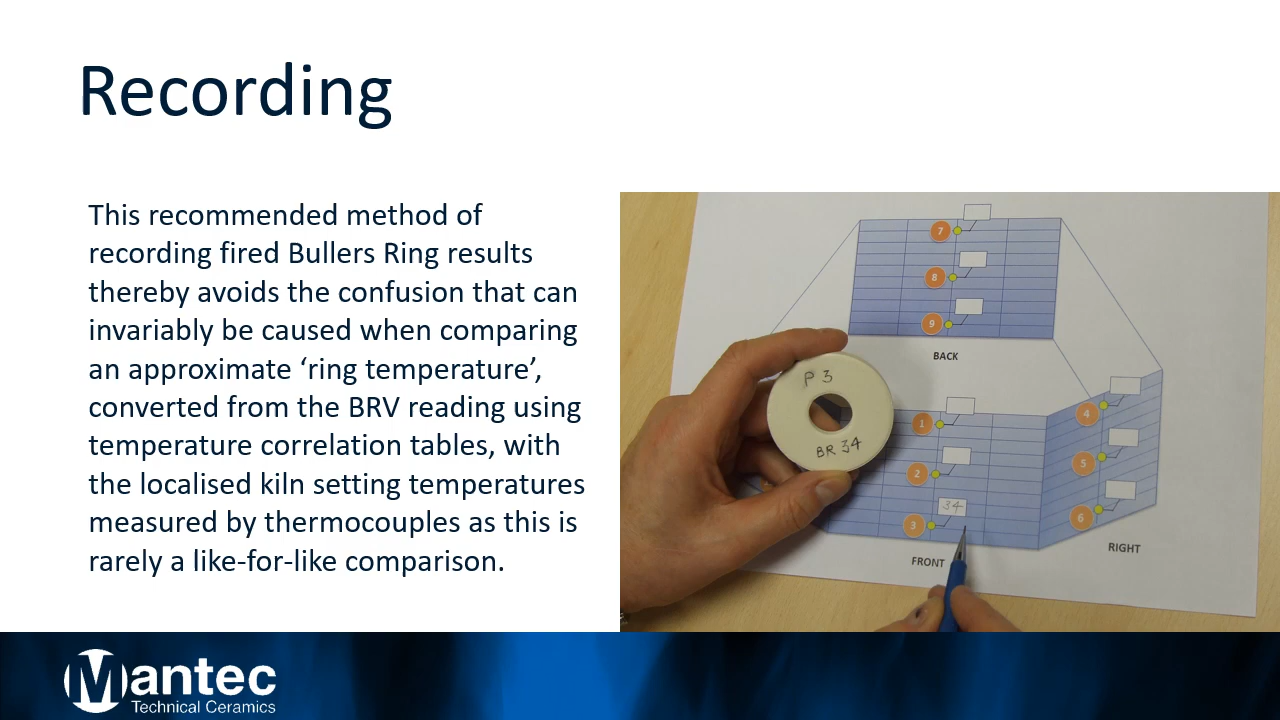 Recording
This recommended method of
recording fired Bullers Ring results
thereby avoids the confusion that can
invariably be caused when comparing
an approximate ‘ring temperature’,
converted from the BRV reading using
temperature correlation tables, with
the localised kiln setting temperatures
measured by thermocouples as this is
rarely a like-for-like comparison.
7
8
9
BACK
P 3
BR 34
1
2
34
3
FRONT
4
5
6
RIGHT
Mantec
Technical Ceramics